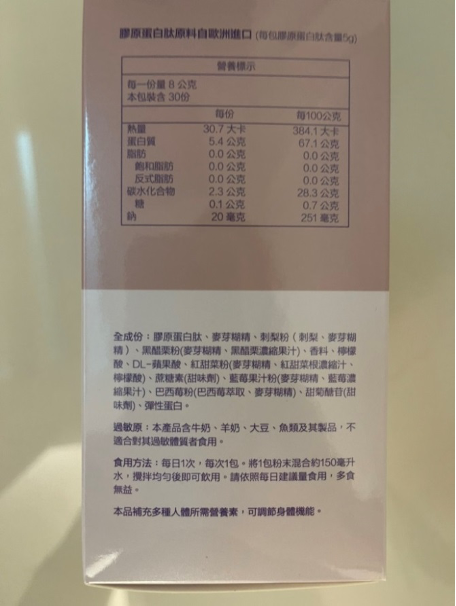 膠原蛋白肽原料自歐洲進口 (每包膠原蛋白肽含量5g)
營養標示
每一份量 8 公克
本包裝含 30份
每份 每100公克
熱量 30.7 大卡 384.1 大卡
蛋白質 5.4 公克 67.1 公克
脂肪 0.0 公克 0.0 公克
飽和脂肪 0.0 公克 0.0 公克
反式脂肪 0.0 公克 0.0 公克
碳水化合物 2.3 公克 28.3 公克
糖 0.1 公克 0.7 公克
鈉 20 毫克 251 毫克
全成份：膠原蛋白肽、麥芽糊精、刺梨粉（刺梨、麥芽糊
精）、黑醋栗粉(麥芽糊精、黑醋栗濃縮果汁)、香料、檸檬
酸、DL-蘋果酸、紅甜菜粉(麥芽糊精、紅甜菜根濃縮汁、
檸檬酸)、蔗糖素(甜味劑)、藍莓果汁粉(麥芽糊精、藍莓濃
縮果汁)、巴西莓粉(巴西莓萃取、麥芽糊精)、甜菊醣苷(甜
味劑)、彈性蛋白。
過敏原：本產品含牛奶、羊奶、大豆、魚類及其製品，不
適合對其過敏體質者食用。
食用方法：每日1次，每次1包。將1包粉末混合約150毫升
水，攪拌均勻後即可飲用。請依照每日建議量食用，多食
無益。
本品補充多種人體所需營養素，可調節身體機能。